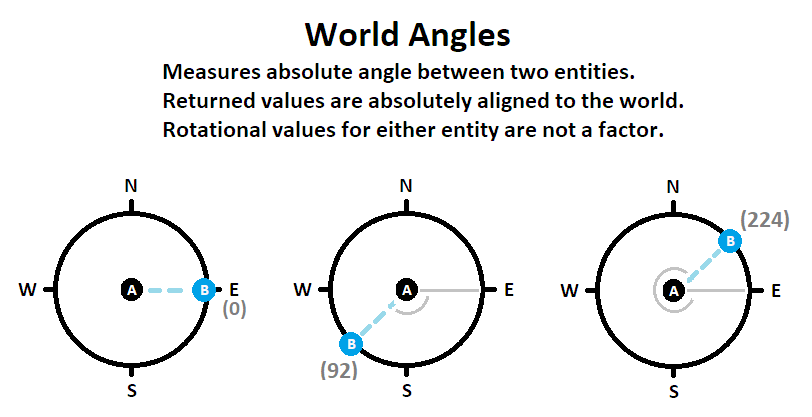 World Angles
Measures absolute angle between two entities.
Returned values are absolutely aligned to the world.
Rotational values for either entity are not a factor.
N
W
A
B
E
(0)
S
N
W
A
E
B
(92)
S
N
(224)
B
W
A
E
S